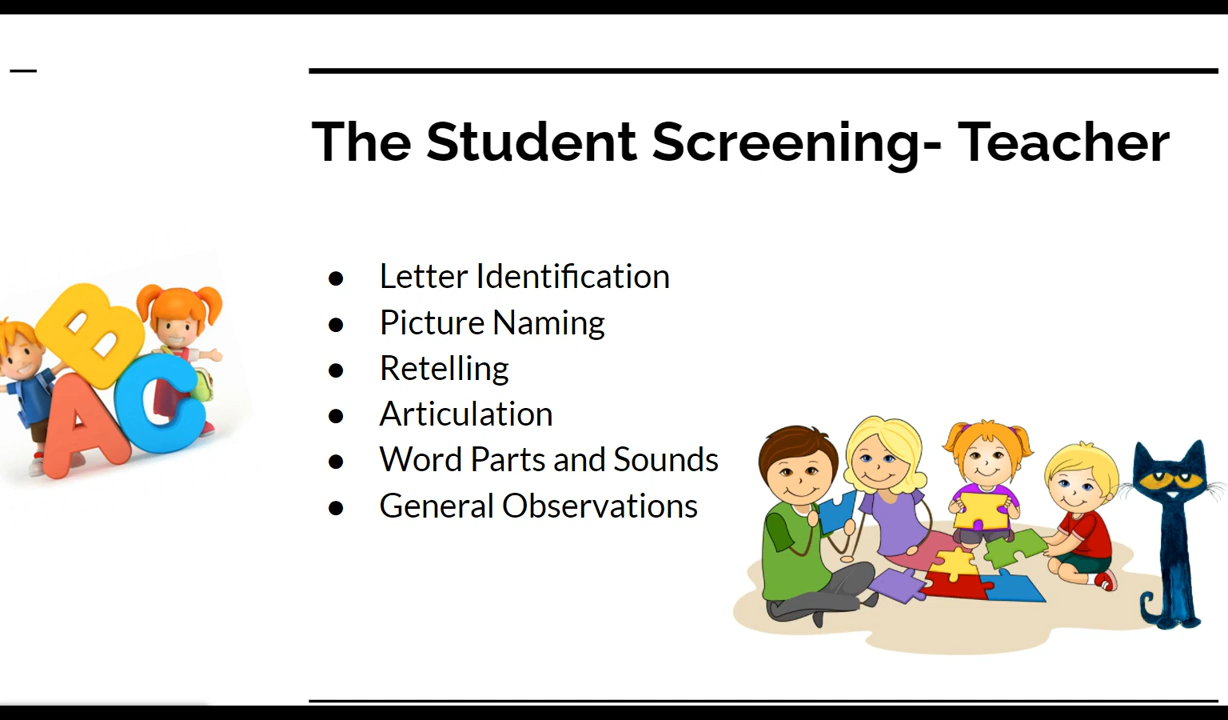 The Student Screening- Teacher
B
A C
● Letter Identification
● Picture Naming
● Retelling
● Articulation
● Word Parts and Sounds
● General Observations